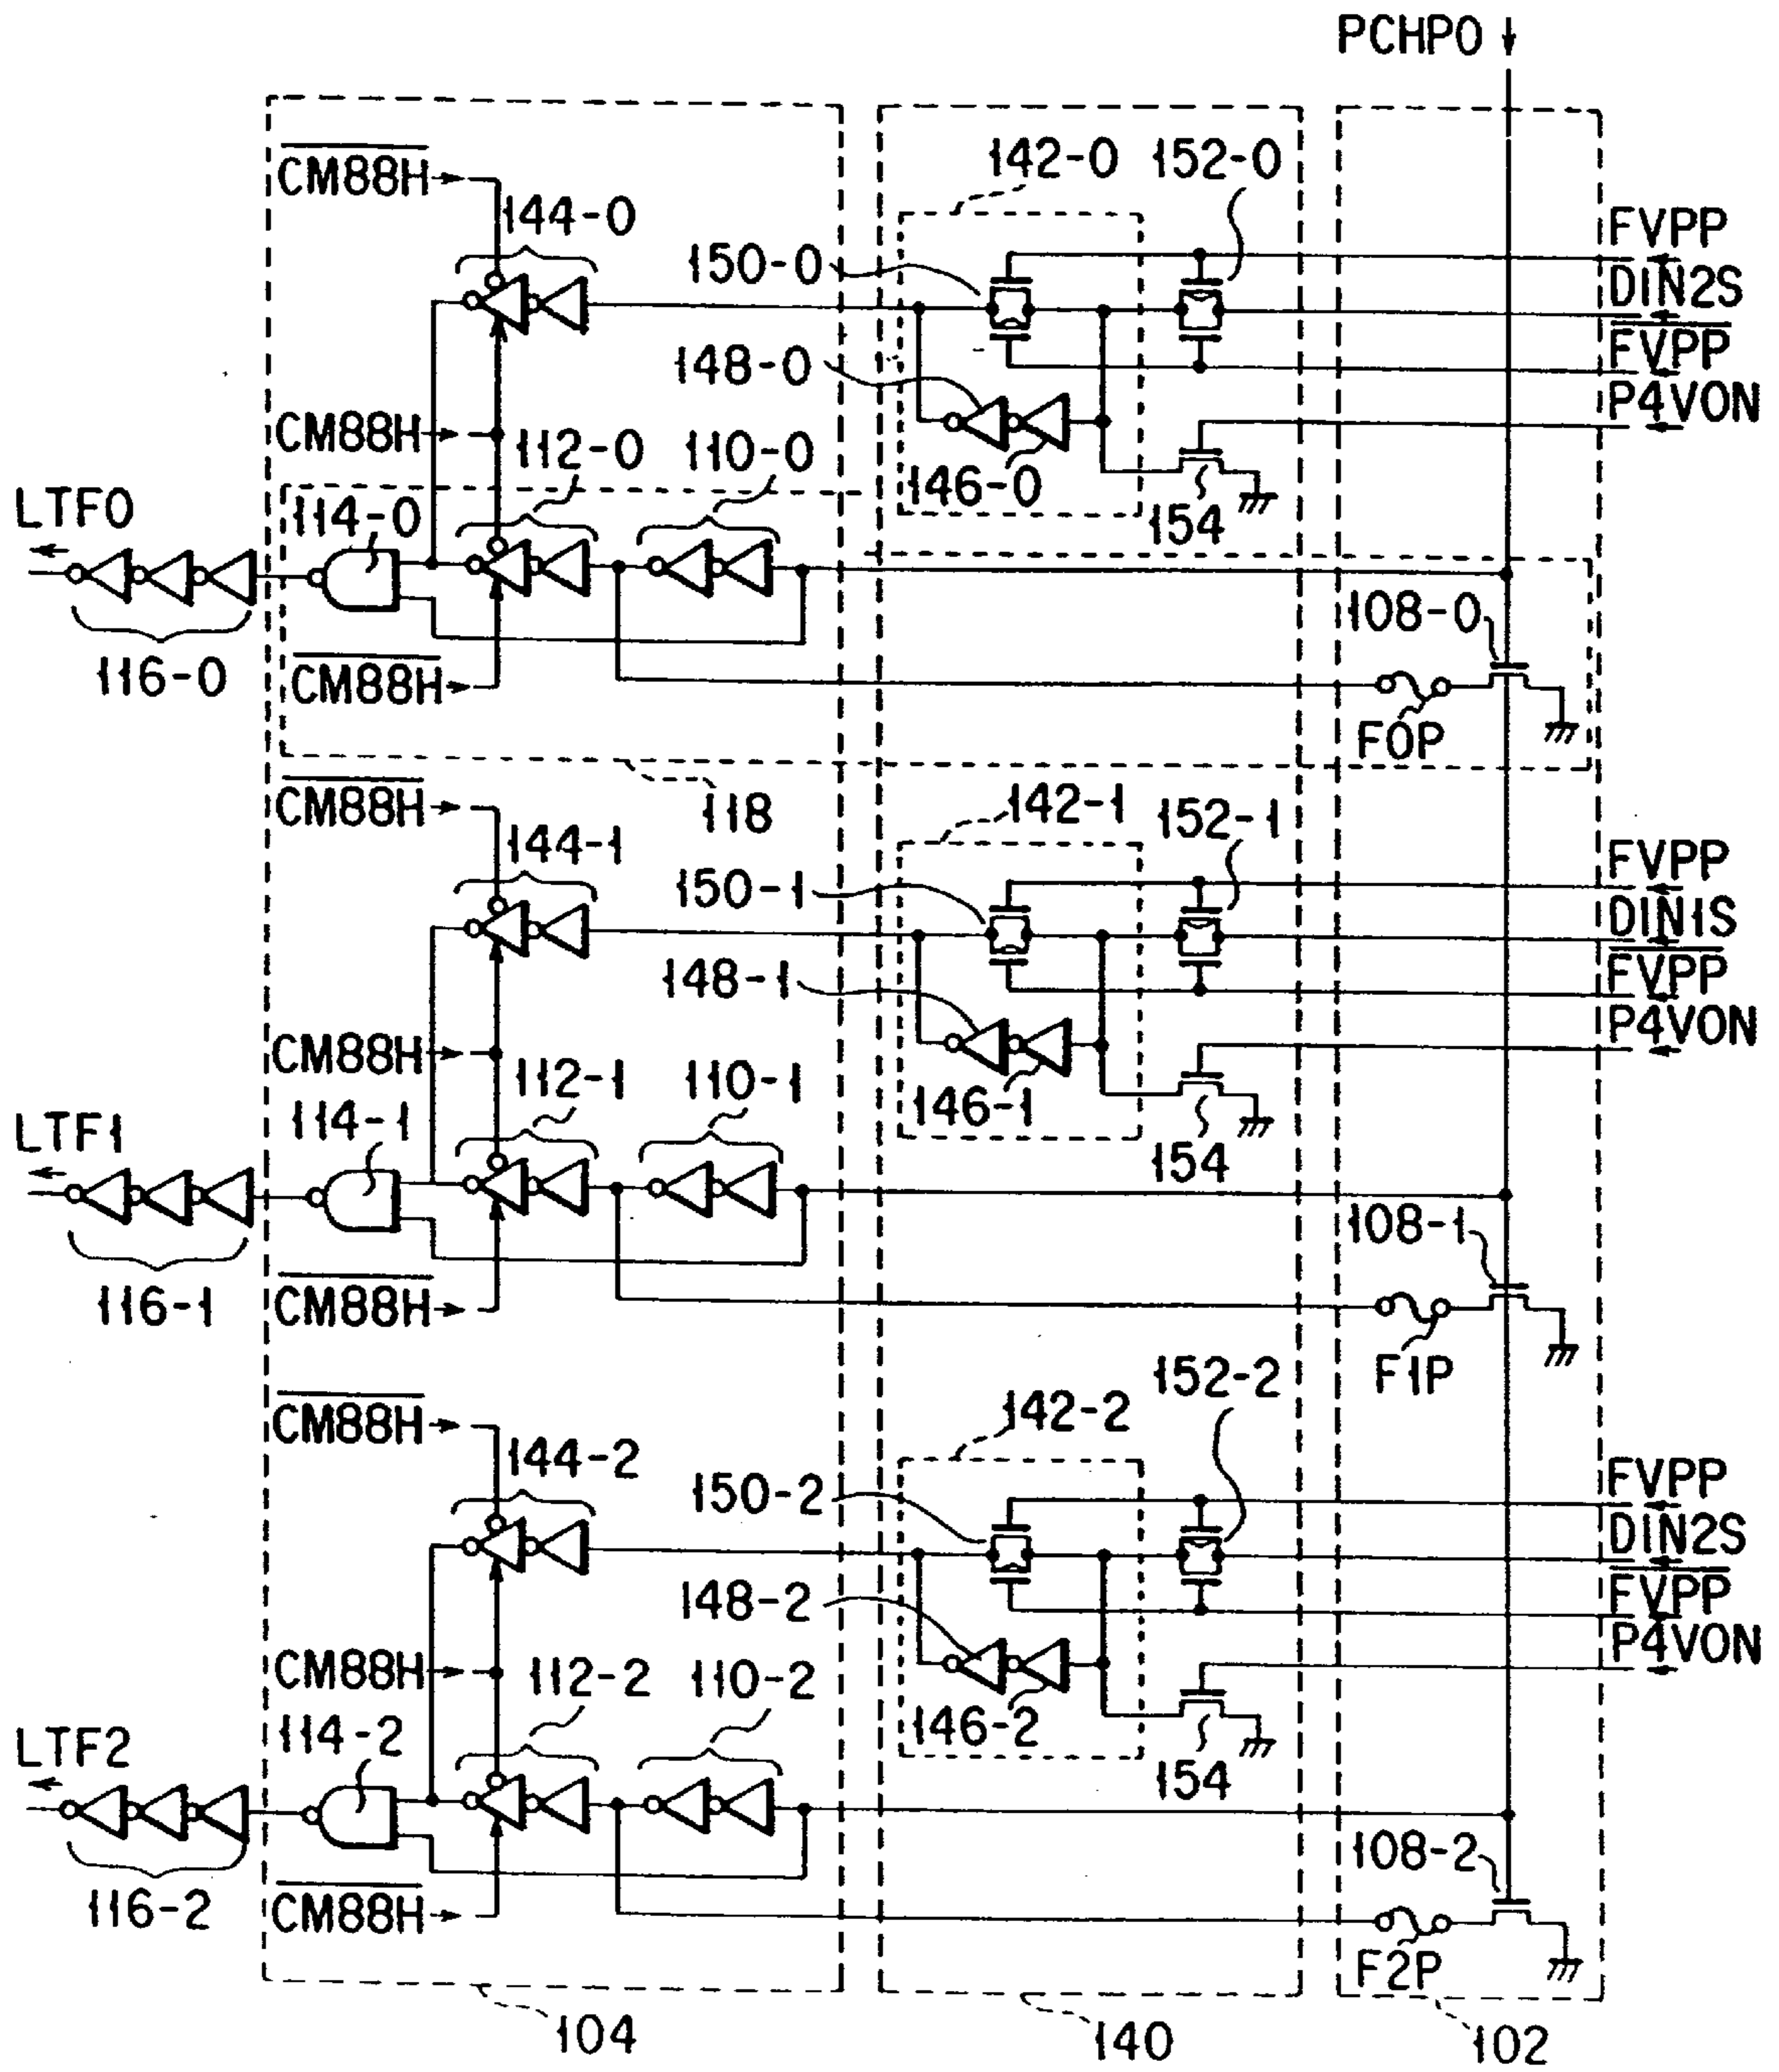 PCHP0
CM88H
144-0
142-0 152-0
150-0
FVPP
DIN2S
FVPP
P4VON
148-0
CM88H
112-0 110-0
146-0
154
LTF0
114-0
116-0
CM88H
108-0
F0P
118
CM88H
144-1
142-1
152-1
150-1
FVPP
DIN1S
FVPP
P4VON
148-1
CM88H
112-1 110-1
146-1
154
LTF1
114-1
116-1
CM88H
108-1
F1P
CM88H
144-2
142-2
152-2
150-2
FVPP
DIN2S
FVPP
P4VON
148-2
CM88H
112-2 110-2
146-2
154
LTF2
114-2
116-2
CM88H
108-2
F2P
104
140
102